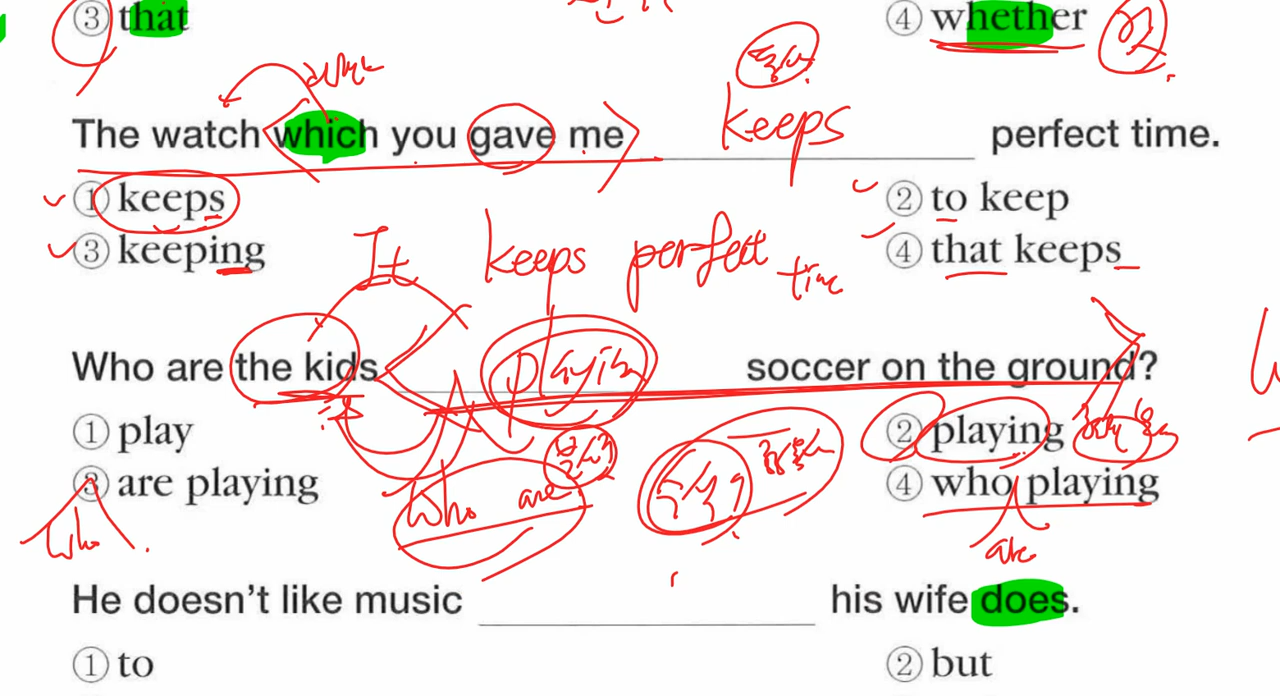 ③ that ④ whether
동사
The watch which you gave me keeps perfect time.
① keeps ② to keep
③ keeping ④ that keeps
It keeps perfect time
Who are the kids playing soccer on the ground?
① play ② playing
③ are playing ④ who playing
who who are are
He doesn't like music his wife does.
① to ② but